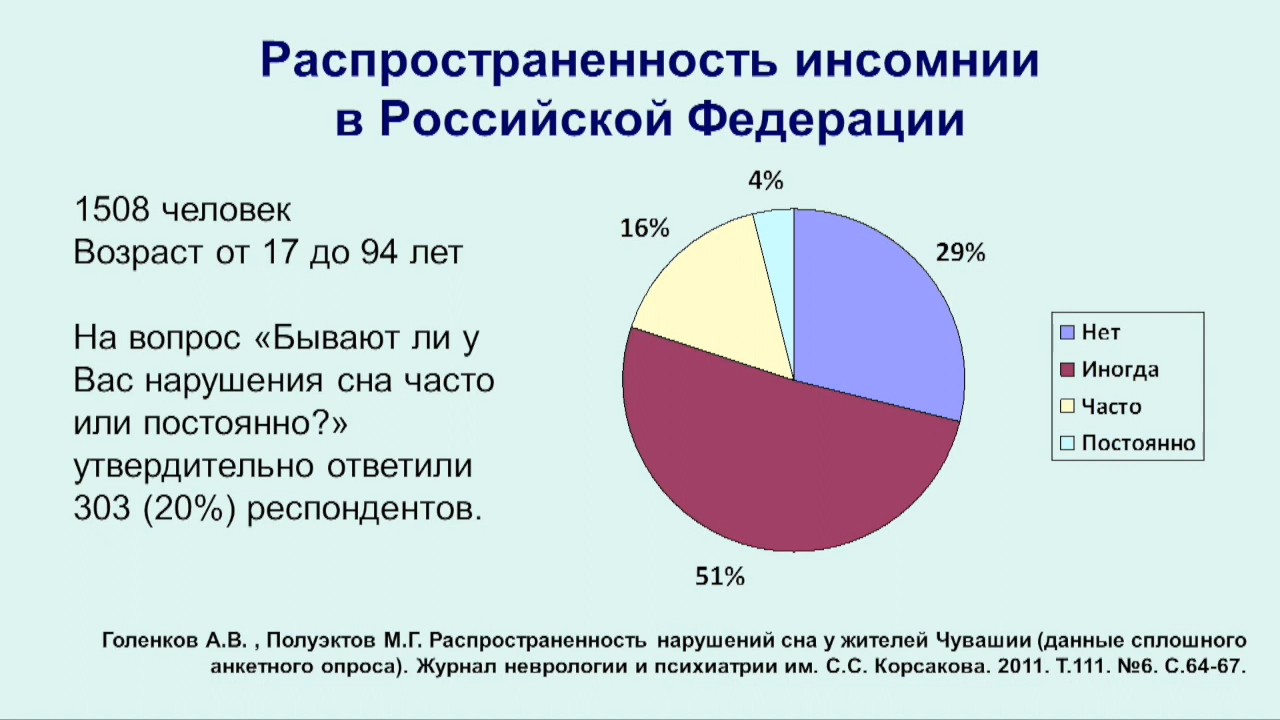 Распространенность инсомнии
в Российской Федерации
1508 человек
Возраст от 17 до 94 лет
На вопрос «Бывают ли у
Вас нарушения сна часто
или постоянно?»
утвердительно ответили
303 (20%) респондентов.
4%
16%
29%
51%
Нет
Иногда
Часто
Постоянно
Голенков А.В. , Полуэктов М.Г. Распространенность нарушений сна у жителей Чувашии (данные сплошного
анкетного опроса). Журнал неврологии и психиатрии им. С.С. Корсакова. 2011. Т.111. №6. С.64-67.